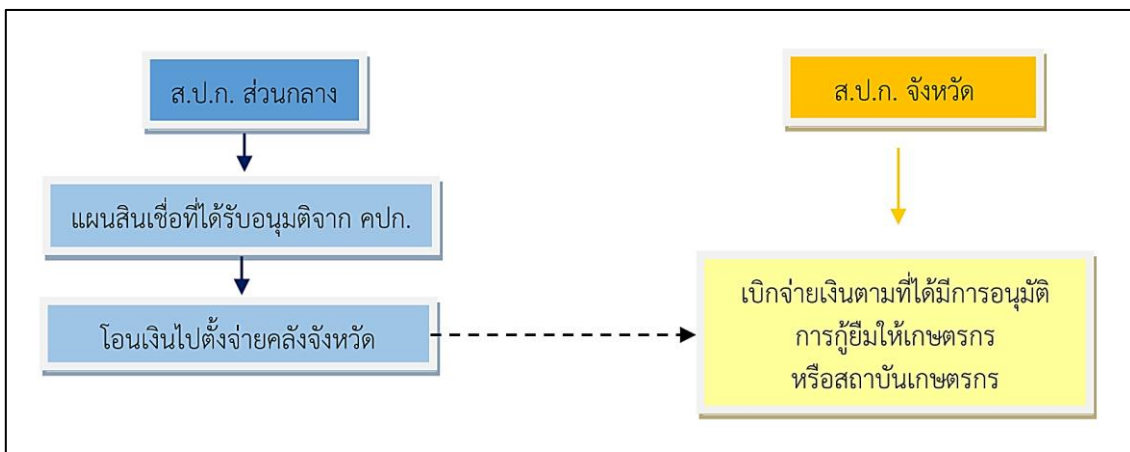 ส.ป.ก. ส่วนกลาง
แผนสินเชื่อที่ได้รับอนุมติจาก คปก.
โอนเงินไปตั้งจ่ายคลังจังหวัด
ส.ป.ก. จังหวัด
เบิกจ่ายเงินตามที่ได้มีการอนุมัติ
การกู้ยืมให้เกษตรกร
หรือสถาบันเกษตรกร